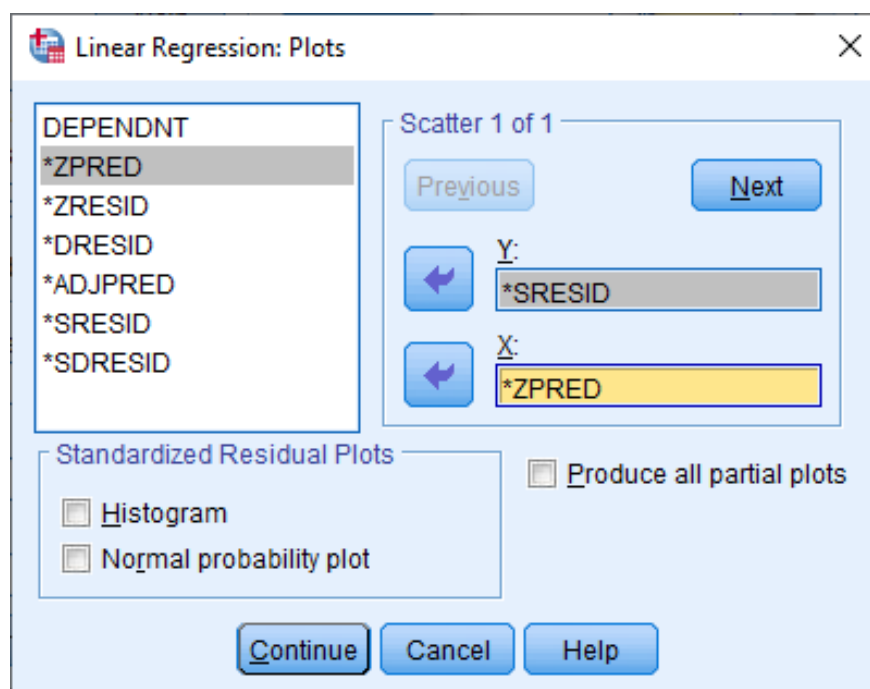 Linear Regression: Plots
DEPENDNT
*ZPRED
*ZRESID
*DRESID
*ADJPRED
*SRESID
*SDRESID
Scatter 1 of 1
Previous
Next
Y:
*SRESID
X:
*ZPRED
Standardized Residual Plots
Histogram
Normal probability plot
Produce all partial plots
Continue
Cancel
Help